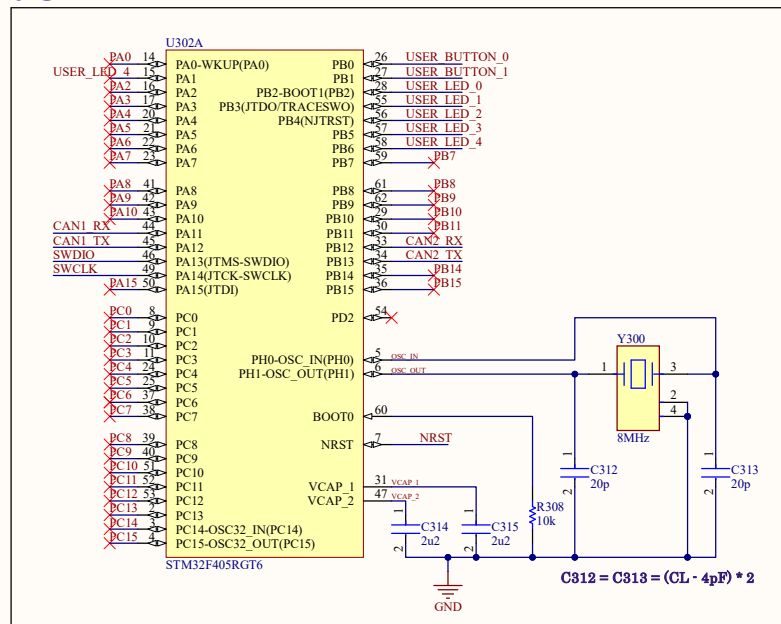 U302A
PA0 14 PA0-WKUP(PA0)
USER_LED_4 15 PA1
PA2 16 PA2
PA3 17 PA3
PA4 20 PA4
PA5 21 PA5
PA6 22 PA6
PA7 23 PA7
PA8 41 PA8
PA9 42 PA9
PA10 43 PA10
CAN1_RX 44 PA11
CAN1_TX 45 PA12
SWDIO 46 PA13(JTMS-SWDIO)
SWCLK 49 PA14(JTCK-SWCLK)
PA15 50 PA15(JTDI)
PC0 8 PC0
PC1 9 PC1
PC2 10 PC2
PC3 11 PC3
PC4 24 PC4
PC5 25 PC5
PC6 37 PC6
PC7 38 PC7
PC8 39 PC8
PC9 40 PC9
PC10 51 PC10
PC11 52 PC11
PC12 53 PC12
PC13 2 PC13
PC14 3 PC14-OSC32_IN(PC14)
PC15 4 PC15-OSC32_OUT(PC15)
STM32F405RGT6
PB0 26 USER_BUTTON_0
PB1 27 USER_BUTTON_1
PB2-BOOT1(PB2) 28 USER_LED_0
PB3(JTDO/TRACESWO) 55 USER_LED_1
PB4(NJTRST) 56 USER_LED_2
PB5 57 USER_LED_3
PB6 58 USER_LED_4
PB7 59 PB7
PB8 61 PB8
PB9 62 PB9
PB10 29 PB10
PB11 30 PB11
PB12 33 CAN2_RX
PB13 34 CAN2_TX
PB14 35 PB14
PB15 36 PB15
PD2 54
PH0-OSC_IN(PH0) 5 OSC_IN
PH1-OSC_OUT(PH1) 6 OSC_OUT
BOOT0 60
NRST 7 NRST
VCAP_1 31 VCAP_1
VCAP_2 47 VCAP_2
Y300
1 3
2
4
8MHz
1
C312
20p
2
1
C313
20p
2
R308
10k
1
C314
2u2
2
1
C315
2u2
2
GND
C312 = C313 = (CL - 4pF) * 2